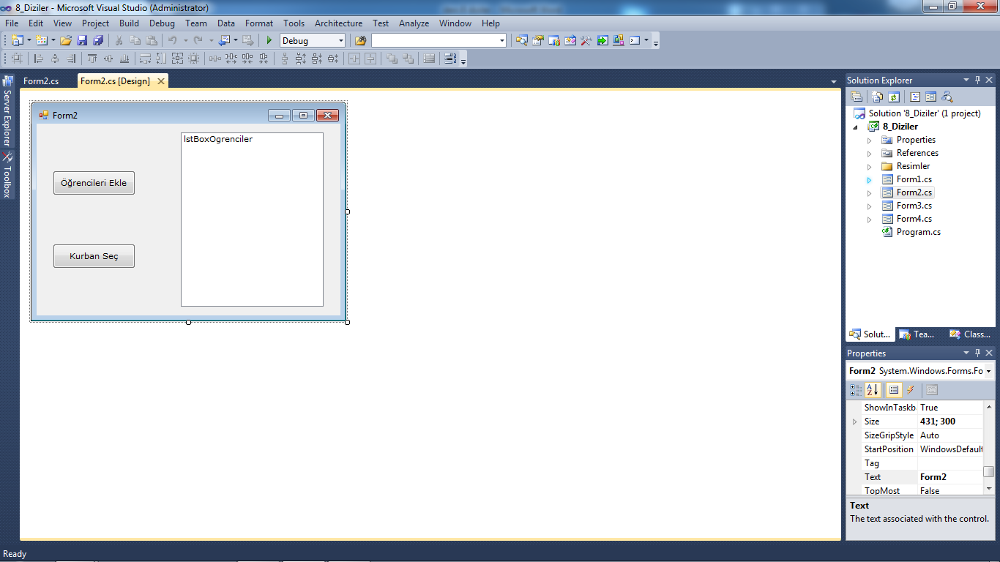 8_Diziler - Microsoft Visual Studio (Administrator)
File Edit View Project Build Debug Team Data Format Tools Architecture Test Analyze Window Help
Debug
Server Explorer
Toolbox
Form2.cs Form2.cs [Design]
Form2
lstBoxOgrenciler
Öğrencileri Ekle
Kurban Seç
Solution Explorer
Solution '8_Diziler' (1 project)
8_Diziler
Properties
References
Resimler
Form1.cs
Form2.cs
Form3.cs
Form4.cs
Program.cs
Solut... Tea... Class...
Properties
Form2 System.Windows.Forms.Fo
ShowInTaskb True
Size 431; 300
SizeGripStyle Auto
StartPosition WindowsDefault
Tag
Text Form2
TopMost False
Text
The text associated with the control.
Ready